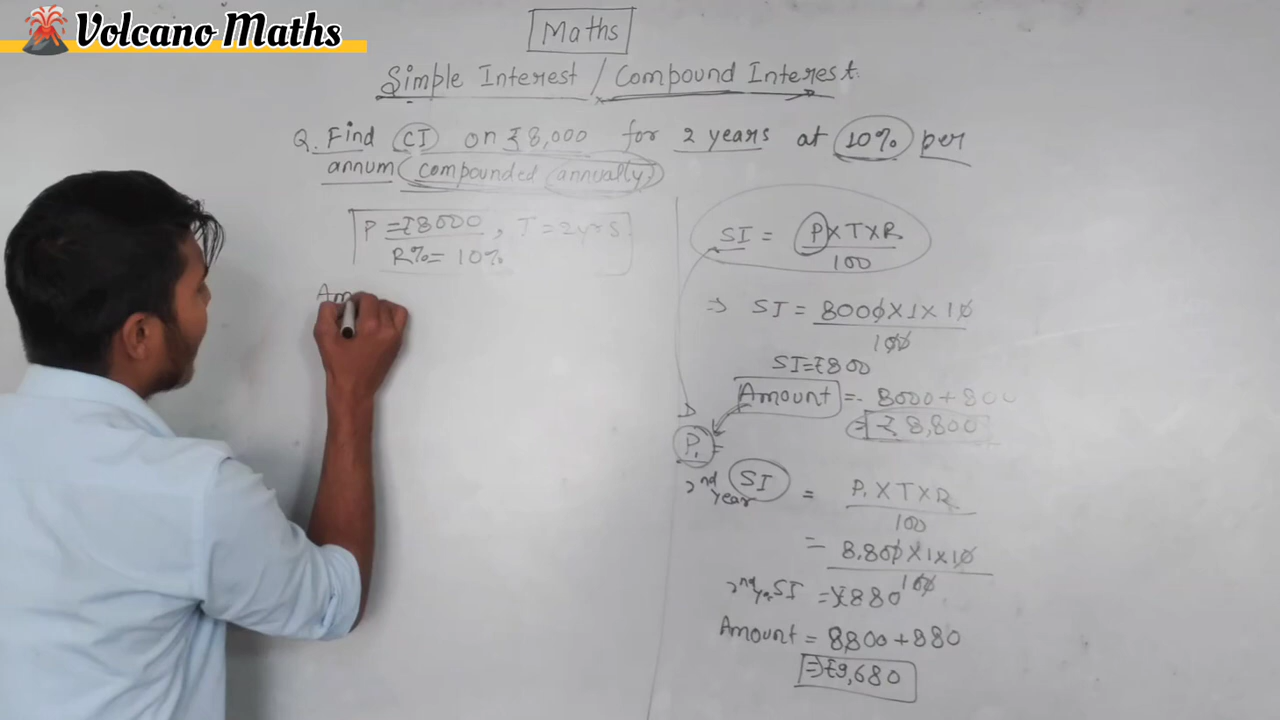 Volcano Maths
Maths
Simple Interest / Compound Interest.
Q. Find CI on ₹8,000 for 2 years at 10% per
annum (compounded annually)
P = ₹8000, T = 2yrs
R% = 10%
Am
SI = P×T×R
100
⇒ SI = 8000×1×10
100
SI=₹800
Amount = 8000+800
⇒ ₹8,800
P₁ =
2nd year SI = P₁×T×R
100
= 8,800×1×10
100
2nd yr SI = ₹880
Amount = 8800+880
⇒₹9,680